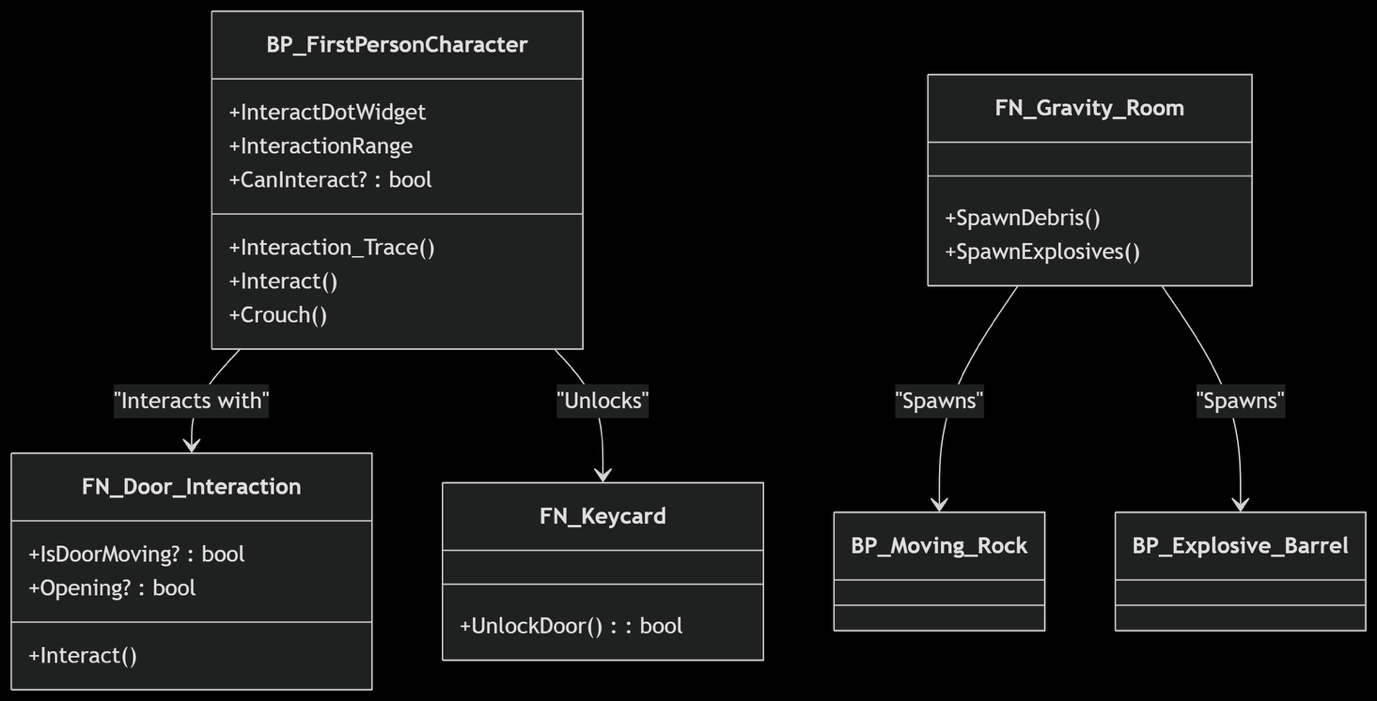 BP_FirstPersonCharacter
+InteractDotWidget
+InteractionRange
+CanInteract? : bool
+Interaction_Trace()
+Interact()
+Crouch()
FN_Gravity_Room
+SpawnDebris()
+SpawnExplosives()
"Interacts with"
"Unlocks"
"Spawns"
"Spawns"
FN_Door_Interaction
+IsDoorMoving? : bool
+Opening? : bool
+Interact()
FN_Keycard
+UnlockDoor() : : bool
BP_Moving_Rock
BP_Explosive_Barrel